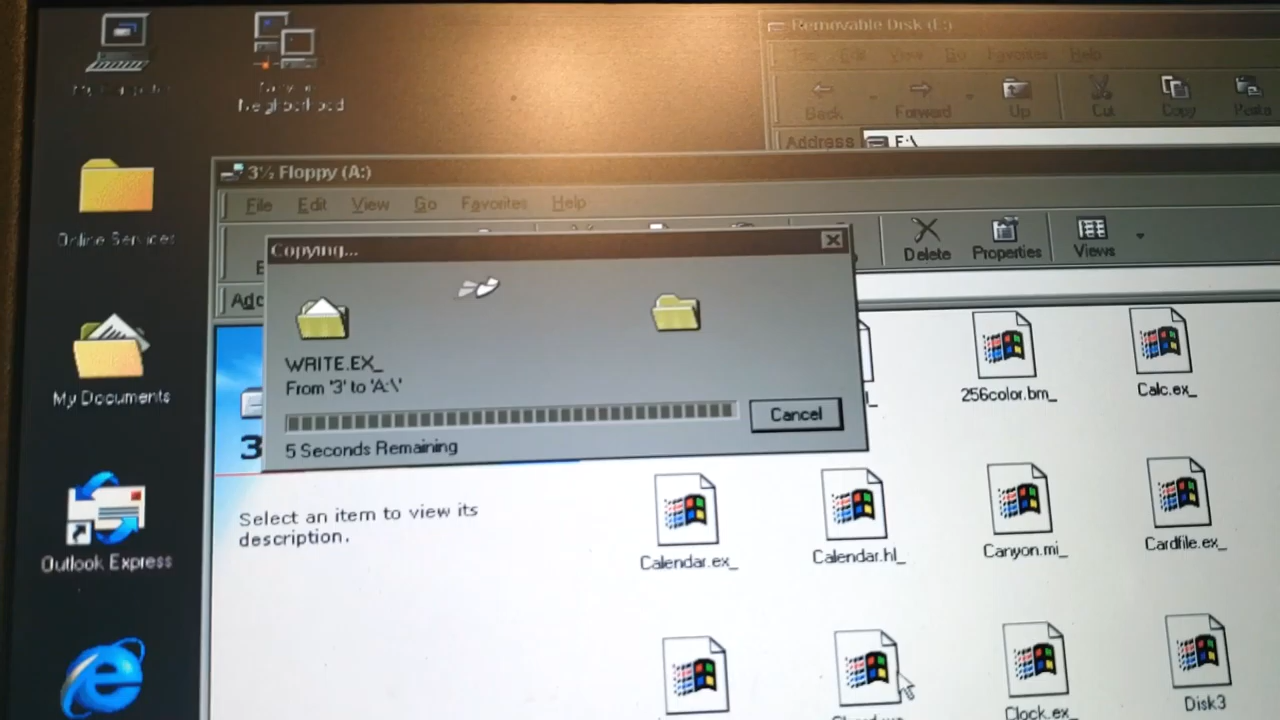 My Computer
Network
Neighborhood
Online Services
My Documents
Outlook Express
Removable Disk (E:)
Edit View Go Favorites Help
Back Forward Up Cut Copy Paste
Address
3½ Floppy (A:)
File Edit View Go Favorites Help
Delete Properties Views
Copying...
WRITE.EX_
From '3' to 'A:\'
Cancel
5 Seconds Remaining
Select an item to view its
description.
256color.bm_ Calc.ex_
Calendar.ex_ Calendar.hl_ Canyon.mi_ Cardfile.ex_
Clock.ex_ Disk3